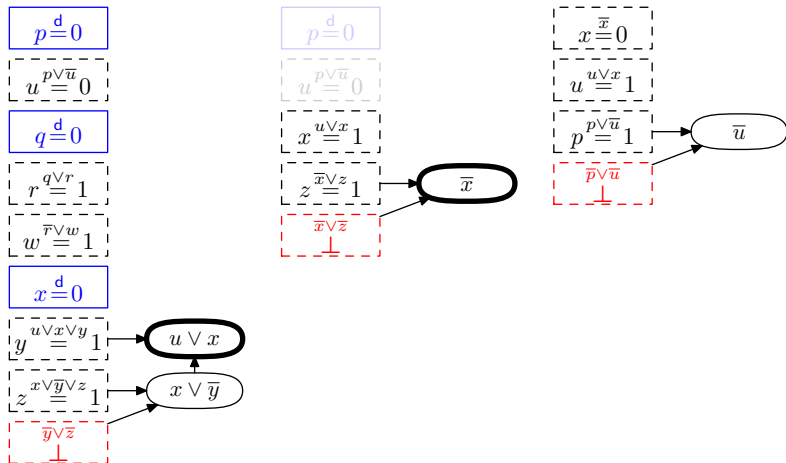 p =ᵈ 0
u =^{p∨u̅} 0
q =ᵈ 0
r =^{q∨r} 1
w =^{r̅∨w} 1
x =ᵈ 0
y =^{u∨x∨y} 1
u ∨ x
z =^{x∨y̅∨z} 1
x ∨ y̅
y̅∨z̅
⊥
p =ᵈ 0
u =^{p∨u̅} 0
x =^{u∨x} 1
z =^{x̅∨z} 1
x̅
x̅∨z̅
⊥
x =^{x̅} 0
u =^{u∨x} 1
p =^{p∨u̅} 1
u̅
p̅∨u̅
⊥